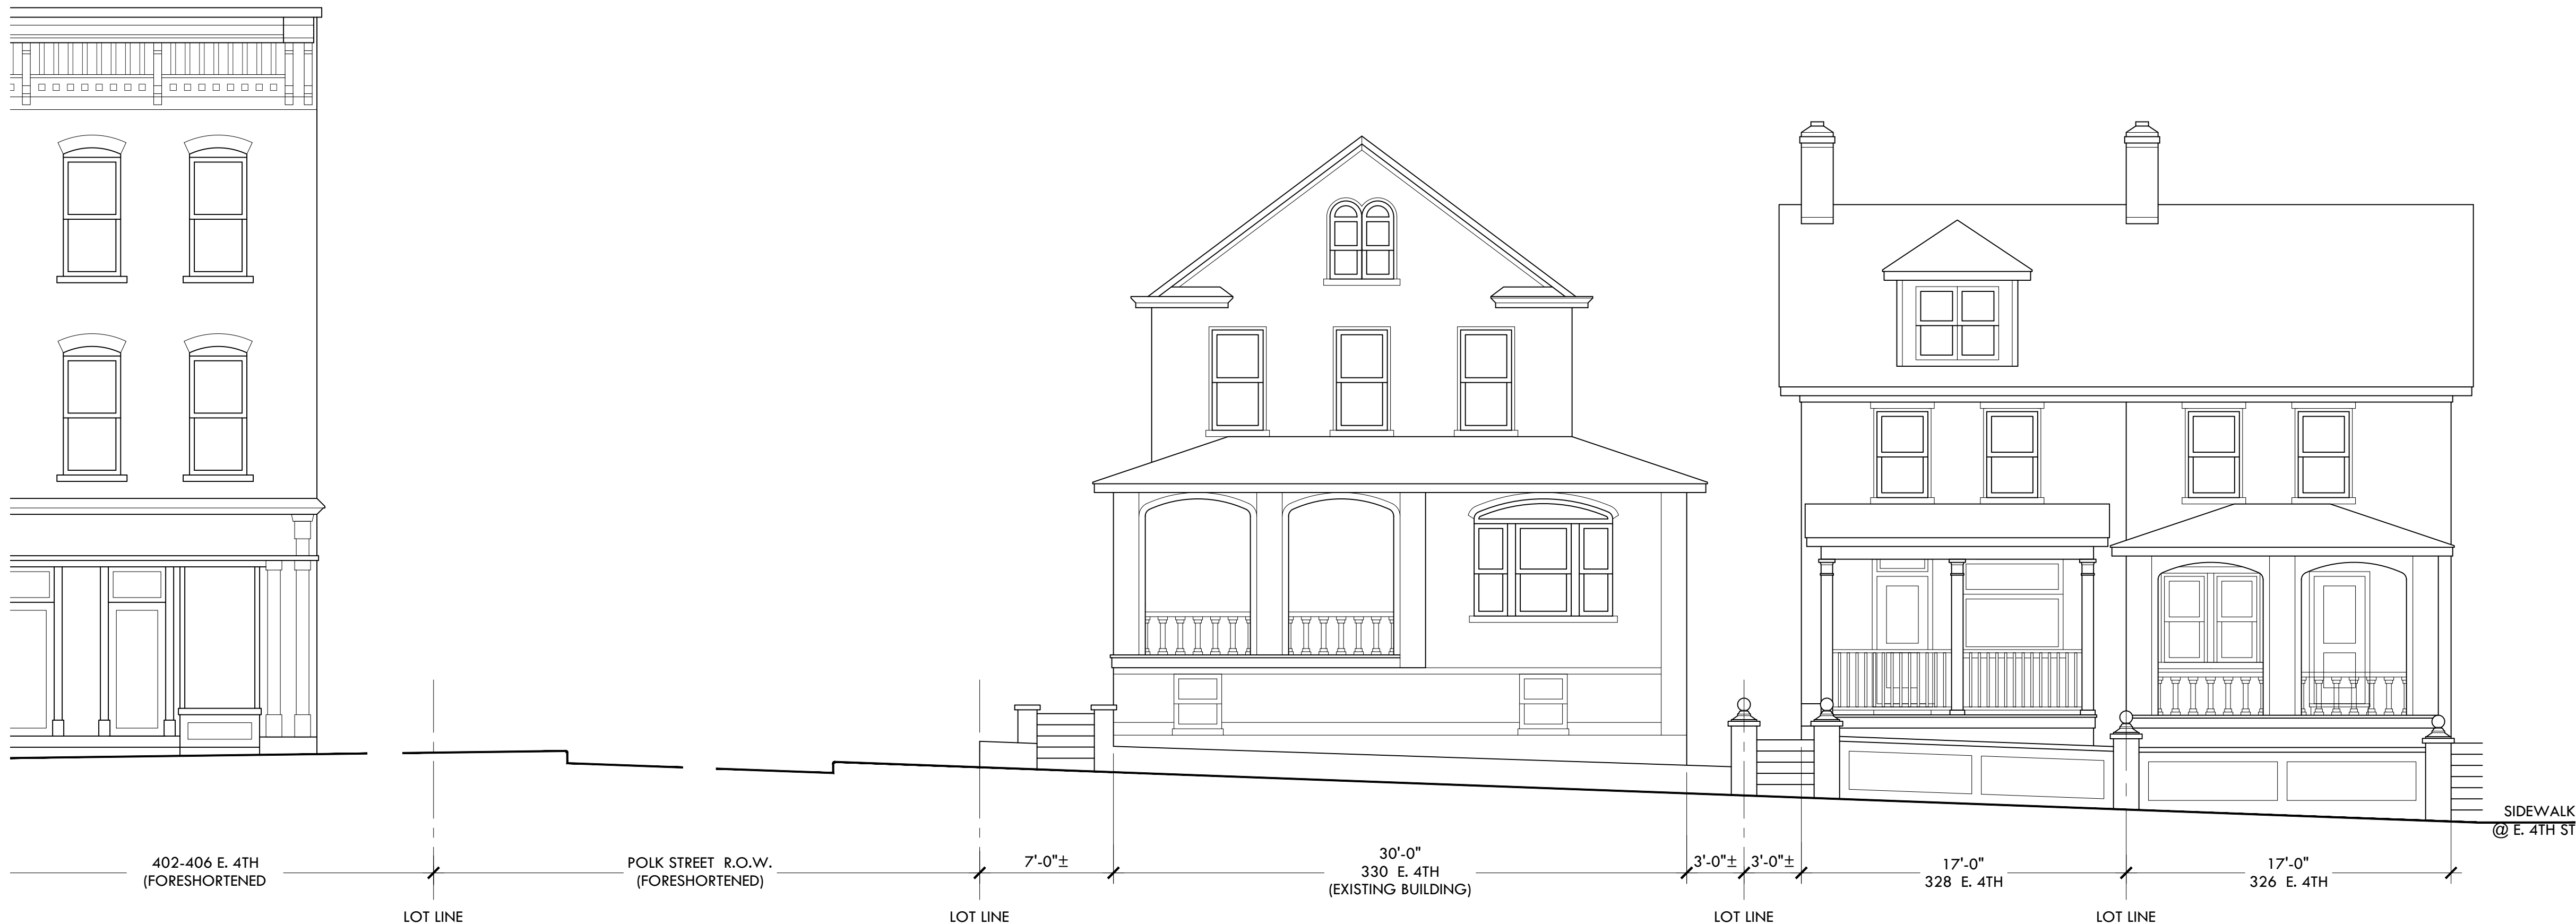 SIDEWALK
@ E. 4TH ST
402-406 E. 4TH
(FORESHORTENED
POLK STREET R.O.W.
(FORESHORTENED)
7'-0"±
30'-0"
330 E. 4TH
(EXISTING BUILDING)
3'-0"±
3'-0"±
17'-0"
328 E. 4TH
17'-0"
326 E. 4TH
LOT LINE
LOT LINE
LOT LINE
LOT LINE